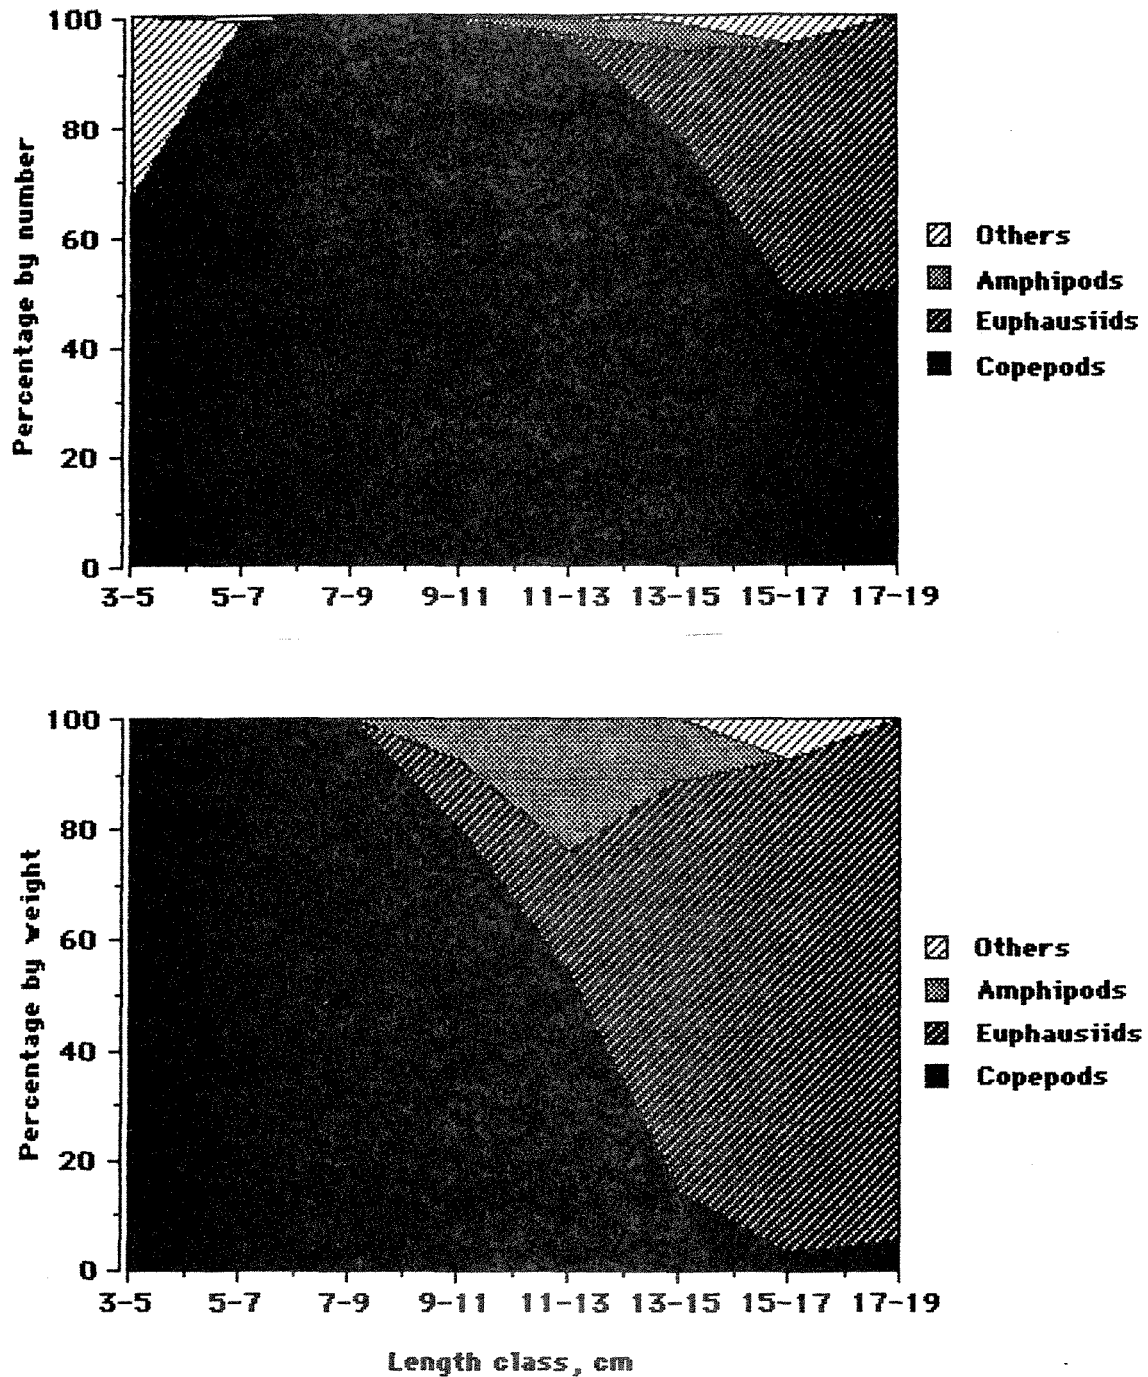 Percentage by number
100
80
60
40
20
0
3-5 5-7 7-9 9-11 11-13 13-15 15-17 17-19
Others
Amphipods
Euphausiids
Copepods
Percentage by weight
100
80
60
40
20
0
3-5 5-7 7-9 9-11 11-13 13-15 15-17 17-19
Others
Amphipods
Euphausiids
Copepods
Length class, cm